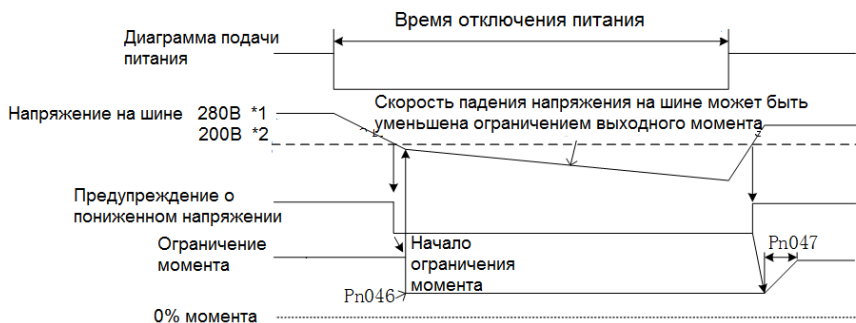 Время отключения питания
Диаграмма подачи
питания
Напряжение на шине 280В *1
200В *2
Скорость падения напряжения на шине может быть
уменьшена ограничением выходного момента
Предупреждение о
пониженном напряжении
Ограничение
момента
Начало
ограничения
момента
Pn047
Pn046
0% момента